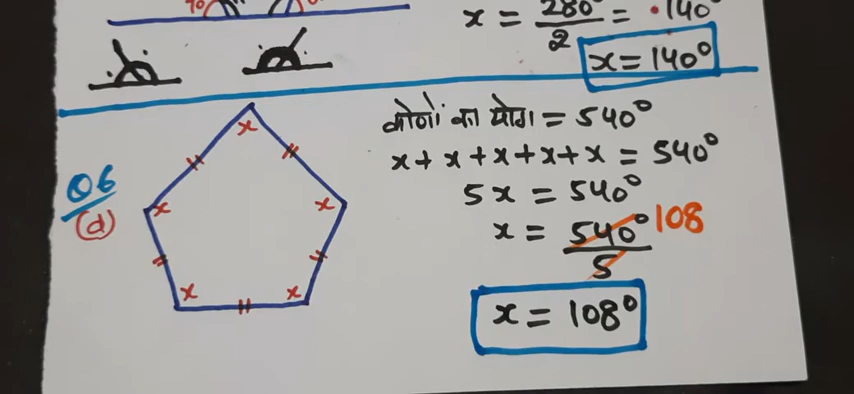 x = 280° / 2 = 140°
x = 140°
Q6
(d)
x
x
x
x
x
कोणों का योग = 540°
x + x + x + x + x = 540°
5x = 540°
x = 540° / 5 108
x = 108°